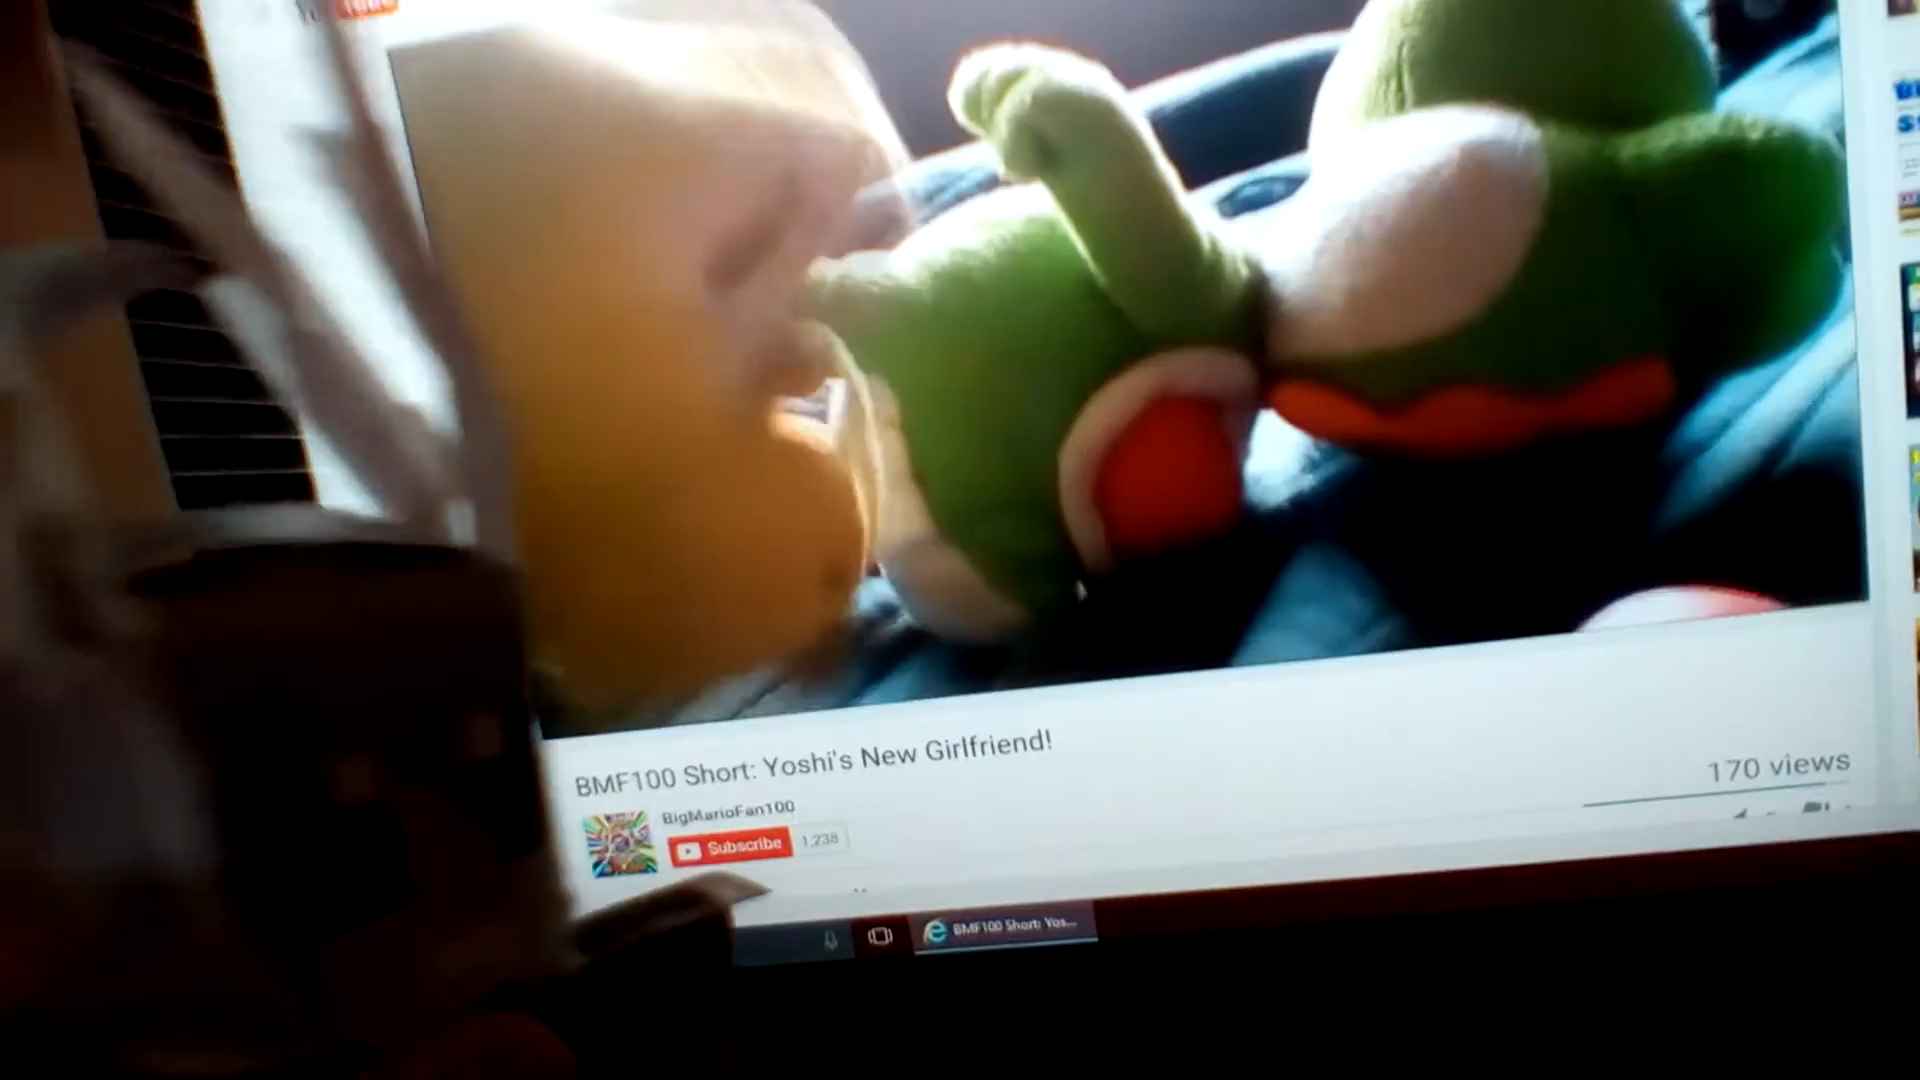 BMF100 Short: Yoshi's New Girlfriend!
170 views
BigMarioFan100
Subscribe 1,238
BMF100 Short: Yos...